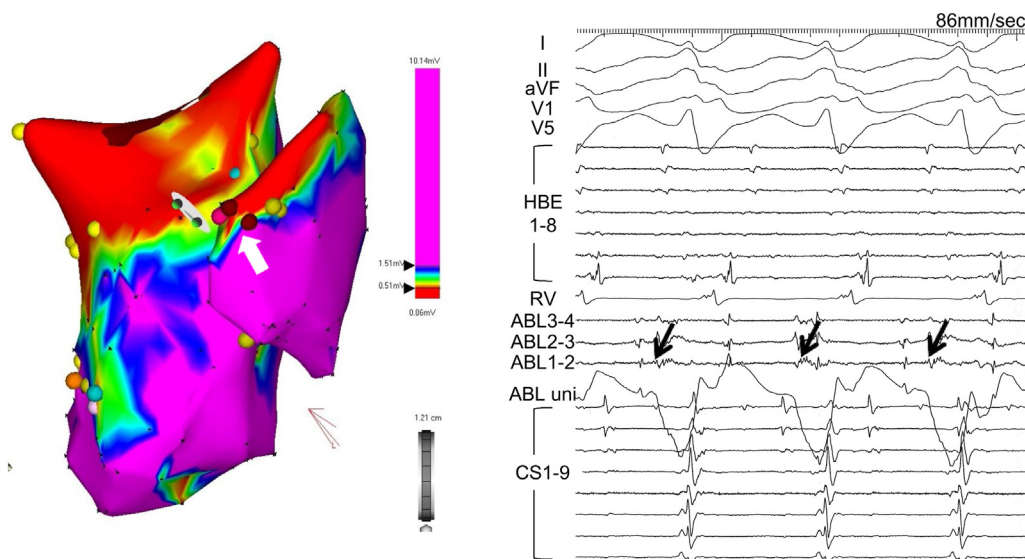 10.14mV
1.51mV
0.51mV
0.06mV
1.21 cm
86mm/sec
I
II
aVF
V1
V5
HBE
1-8
RV
ABL3-4
ABL2-3
ABL1-2
ABL uni
CS1-9